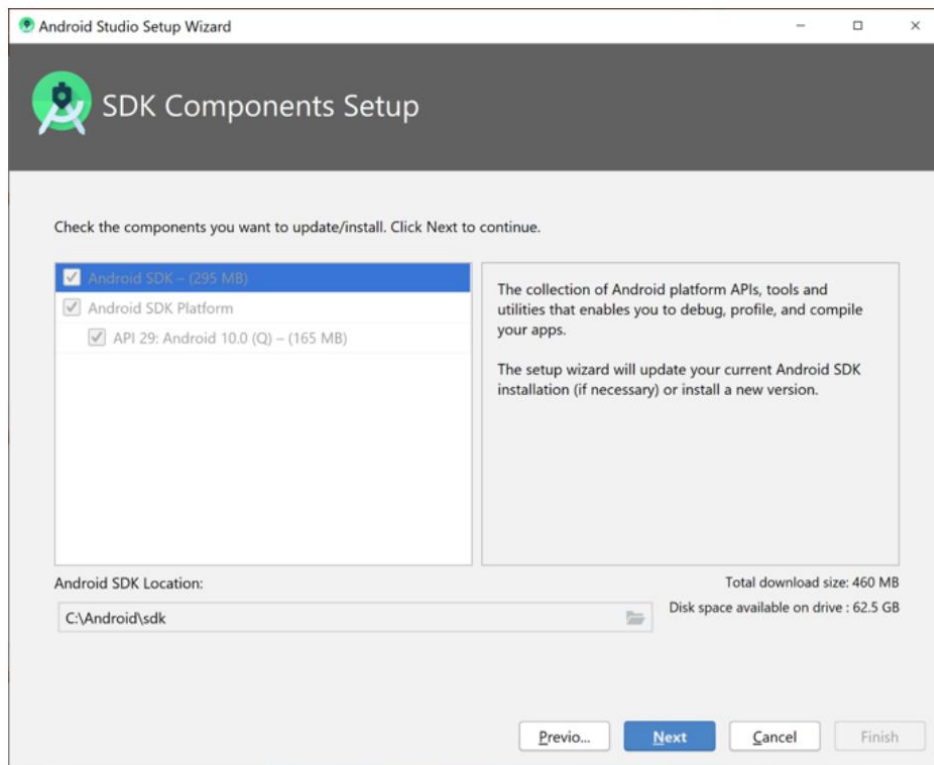 Android Studio Setup Wizard
SDK Components Setup
Check the components you want to update/install. Click Next to continue.
Android SDK – (295 MB)
Android SDK Platform
API 29: Android 10.0 (Q) – (165 MB)
The collection of Android platform APIs, tools and
utilities that enables you to debug, profile, and compile
your apps.
The setup wizard will update your current Android SDK
installation (if necessary) or install a new version.
Android SDK Location:
C:\Android\sdk
Total download size: 460 MB
Disk space available on drive : 62.5 GB
Previo...
Next
Cancel
Finish